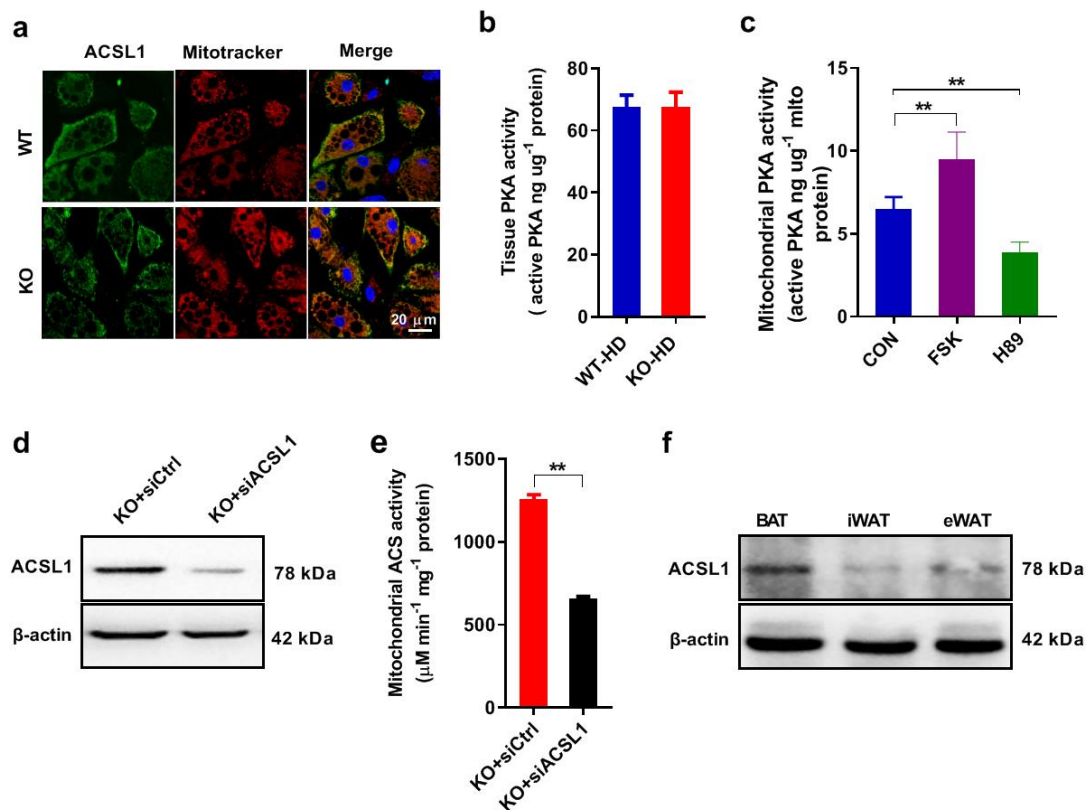 a
ACSL1 Mitotracker Merge
WT
KO
20 µm
b
Tissue PKA activity
( active PKA ng ug-1 protein)
80
60
40
20
0
WT-HD
KO-HD
c
Mitochondrial PKA activity
(active PKA ng ug-1 mito
protein)
15
10
5
0
**
**
CON
FSK
H89
d
KO+siCtrl
KO+siACSL1
ACSL1 78 kDa
β-actin 42 kDa
e
Mitochondrial ACS activity
(µM min-1 mg-1 protein)
1500
1000
500
0
**
KO+siCtrl
KO+siACSL1
f
BAT iWAT eWAT
ACSL1 78 kDa
β-actin 42 kDa